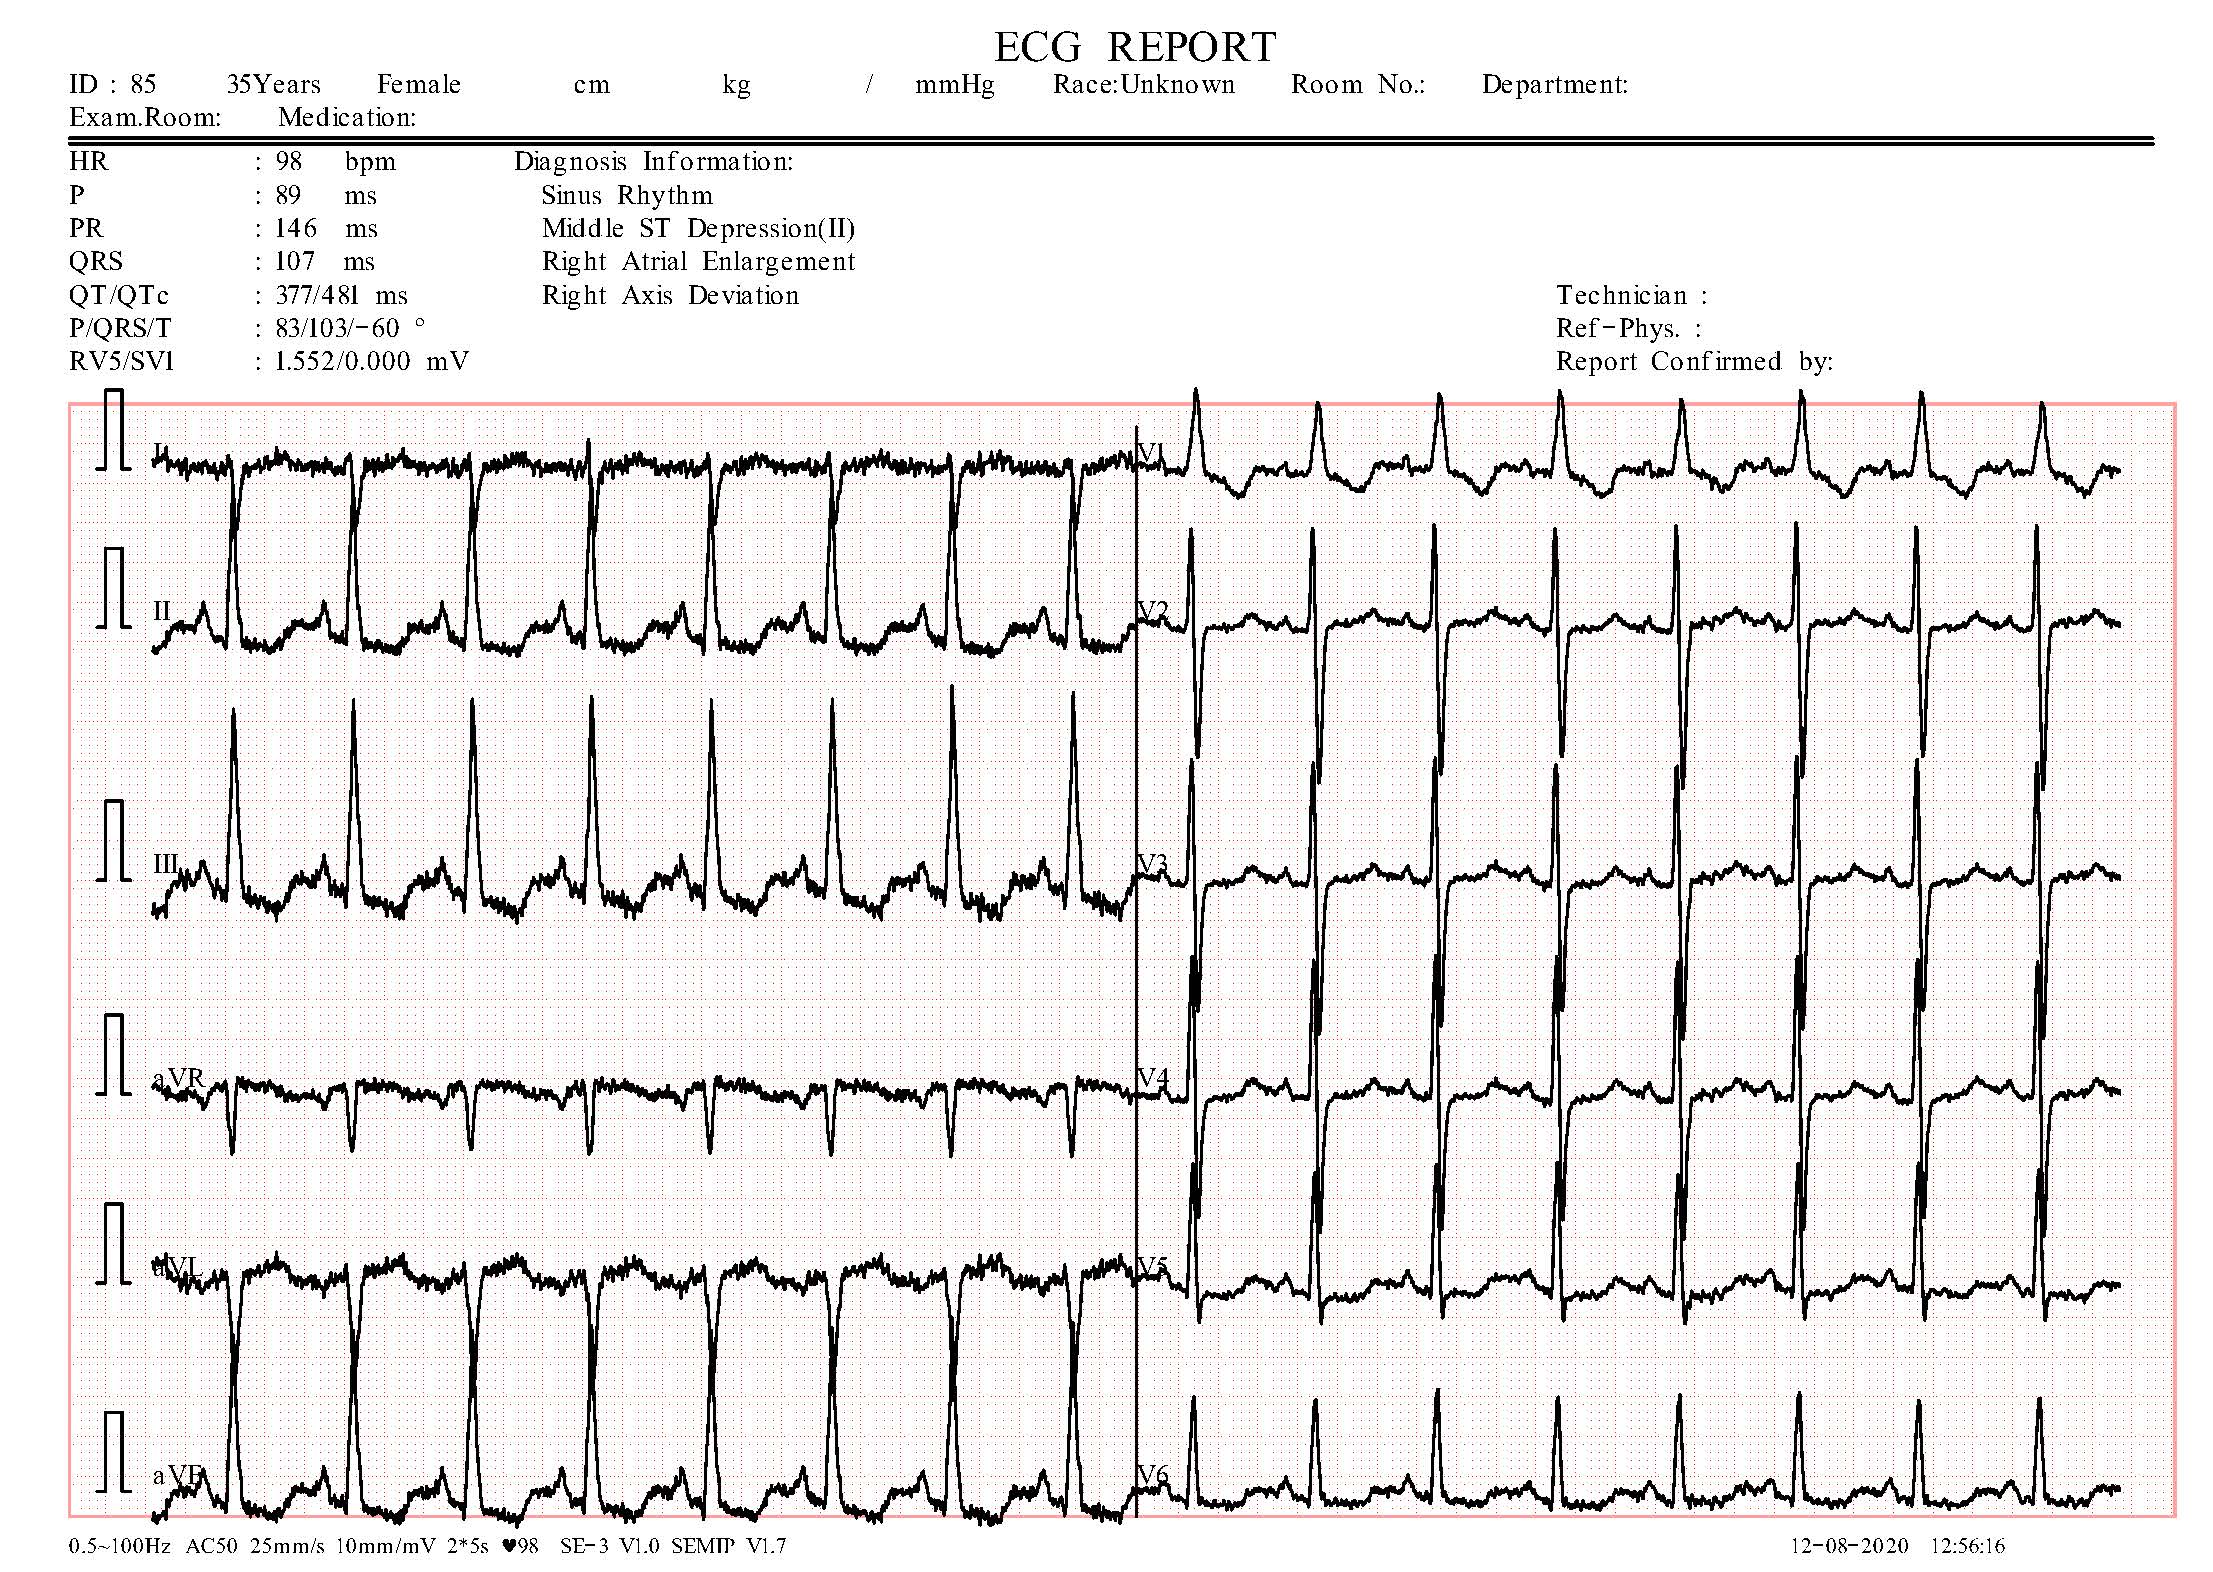 ECG REPORT
ID : 85 35Years Female cm kg / mmHg Race:Unknown Room No.: Department:
Exam.Room: Medication:
HR : 98 bpm Diagnosis Information:
P : 89 ms Sinus Rhythm
PR : 146 ms Middle ST Depression(II)
QRS : 107 ms Right Atrial Enlargement
QT/QTc : 377/481 ms Right Axis Deviation Technician :
P/QRS/T : 83/103/-60 ° Ref-Phys. :
RV5/SV1 : 1.552/0.000 mV Report Confirmed by:
I V1
II V2
III V3
aVR V4
aVL V5
aVF V6
0.5~100Hz AC50 25mm/s 10mm/mV 2*5s ♥98 SE-3 V1.0 SEMIP V1.7 12-08-2020 12:56:16